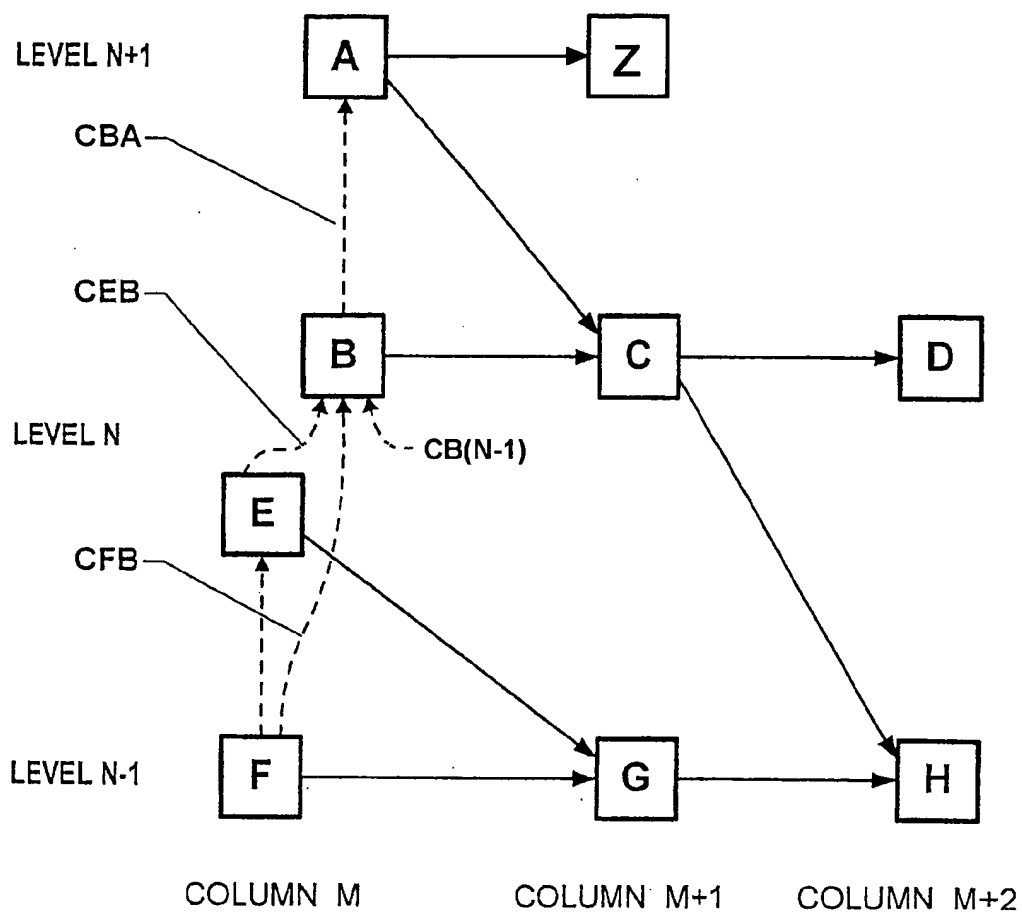 LEVEL N+1
A
Z
CBA
CEB
B
C
D
LEVEL N
CB(N-1)
E
CFB
LEVEL N-1
F
G
H
COLUMN M
COLUMN M+1
COLUMN M+2